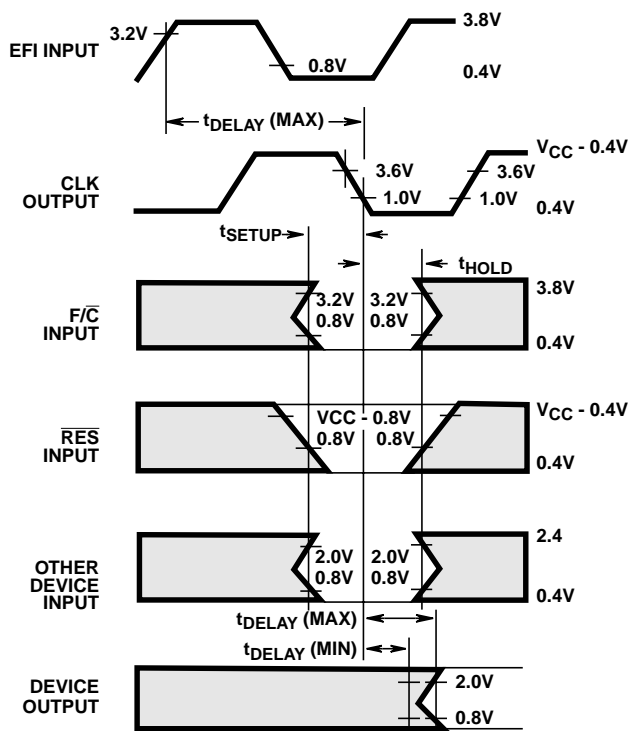 EFI INPUT
3.2V
0.8V
3.8V
0.4V
tDELAY (MAX)
CLK
OUTPUT
3.6V
1.0V
VCC - 0.4V
3.6V
1.0V
0.4V
tSETUP
tHOLD
F/C̅
INPUT
3.2V 3.2V
0.8V 0.8V
3.8V
0.4V
R̅E̅S̅
INPUT
VCC - 0.8V
0.8V 0.8V
VCC - 0.4V
0.4V
OTHER
DEVICE
INPUT
2.0V 2.0V
0.8V 0.8V
2.4
0.4V
tDELAY (MAX)
tDELAY (MIN)
DEVICE
OUTPUT
2.0V
0.8V